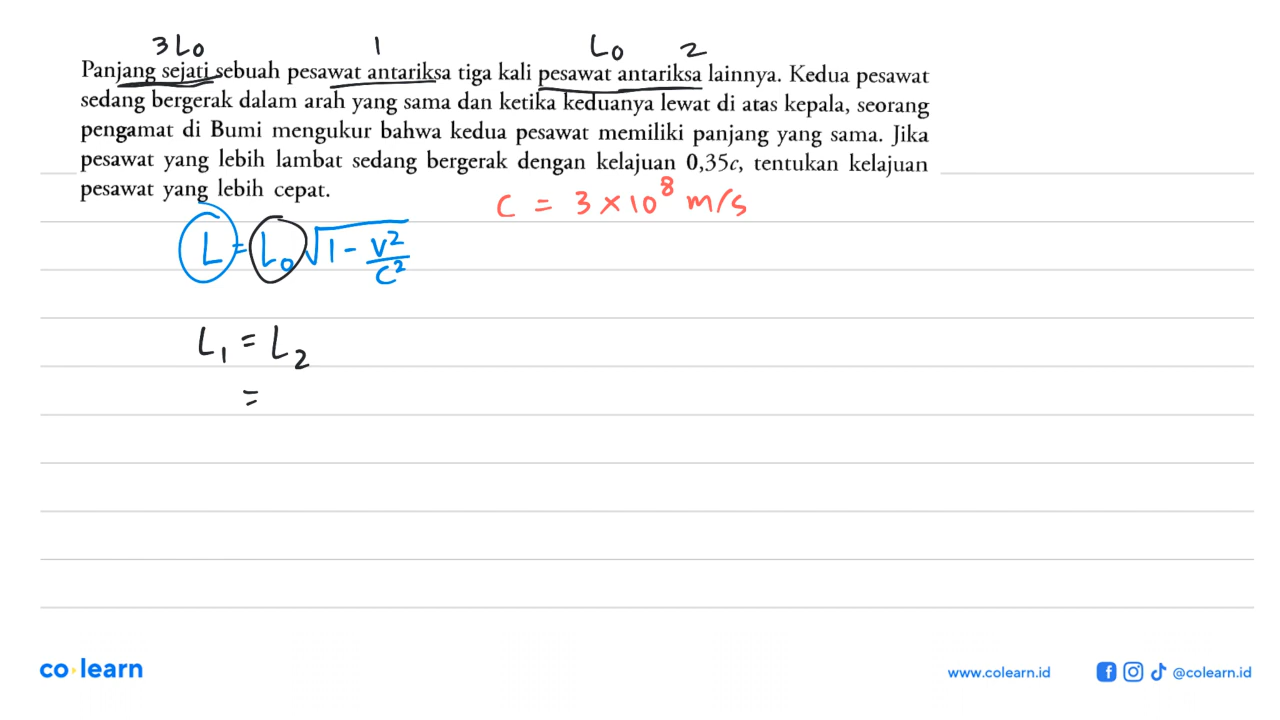 3L₀ 1 L₀ 2
Panjang sejati sebuah pesawat antariksa tiga kali pesawat antariksa lainnya. Kedua pesawat
sedang bergerak dalam arah yang sama dan ketika keduanya lewat di atas kepala, seorang
pengamat di Bumi mengukur bahwa kedua pesawat memiliki panjang yang sama. Jika
pesawat yang lebih lambat sedang bergerak dengan kelajuan 0,35c, tentukan kelajuan
pesawat yang lebih cepat.
c = 3 × 10⁸ m/s
L = L₀ √(1 - v²/c²)
L₁ = L₂
=
co learn
www.colearn.id @colearn.id